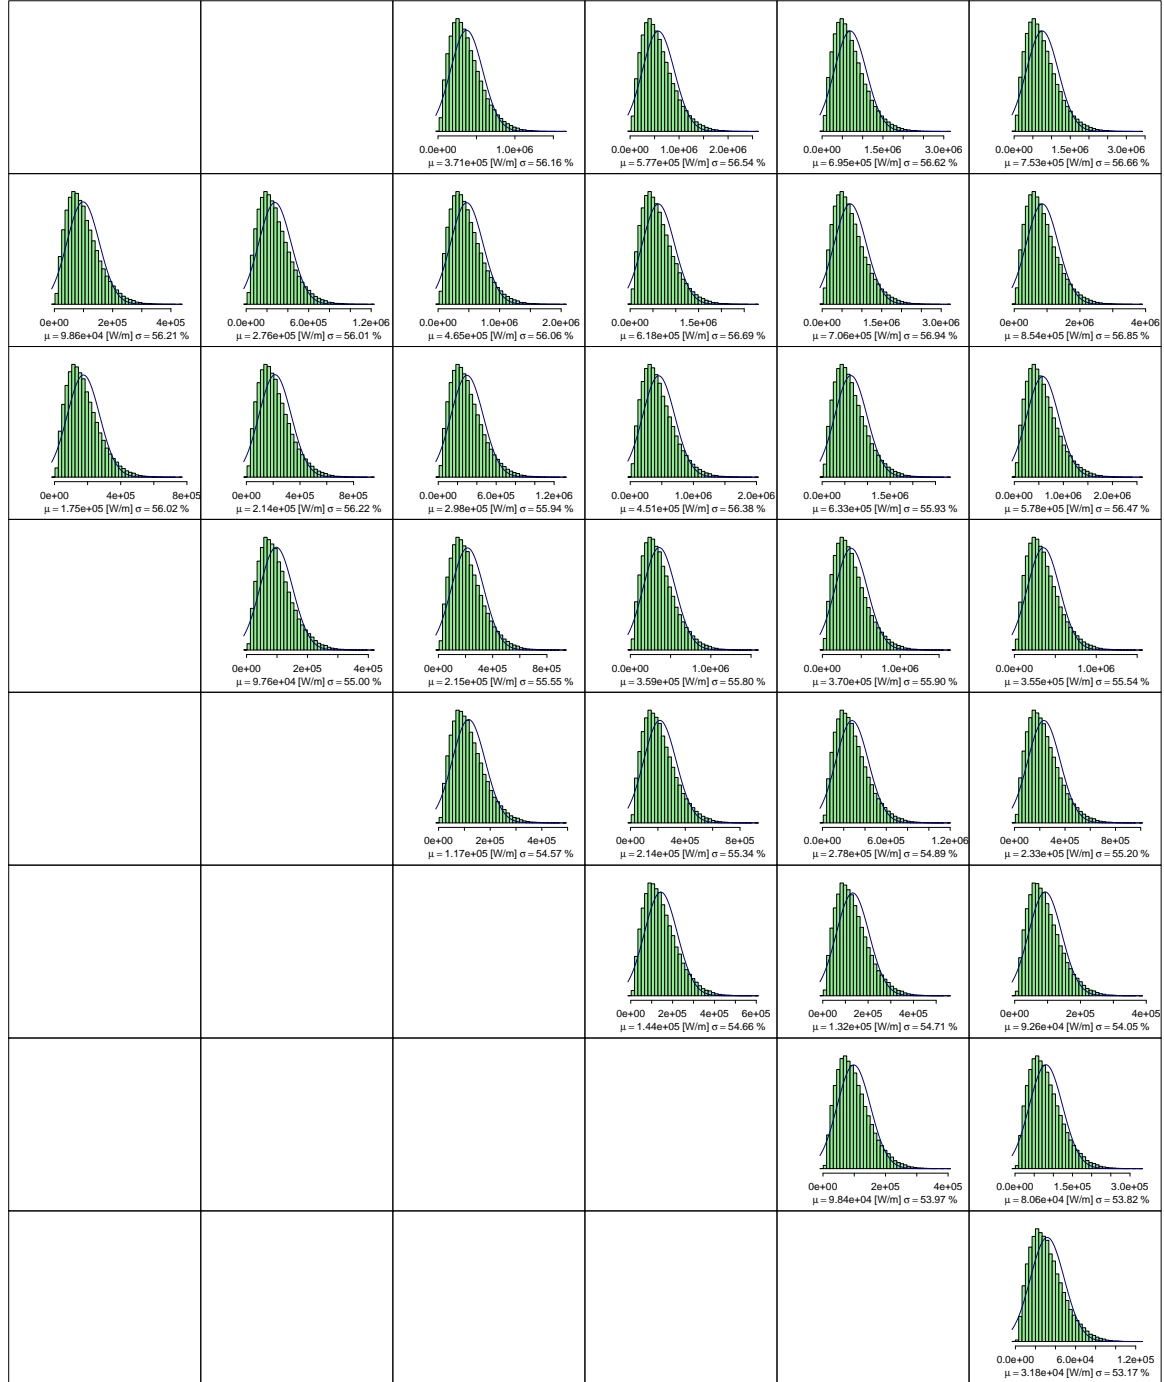 0.0e+00 1.0e+06 0.0e+00 1.0e+06 2.0e+06 0.0e+00 1.5e+06 3.0e+06 0.0e+00 1.5e+06 3.0e+06
μ = 3.71e+05 [W/m] σ = 56.16 % μ = 5.77e+05 [W/m] σ = 56.54 % μ = 6.95e+05 [W/m] σ = 56.62 % μ = 7.53e+05 [W/m] σ = 56.66 %
0e+00 2e+05 4e+05 0.0e+00 6.0e+05 1.2e+06 0.0e+00 1.0e+06 2.0e+06 0.0e+00 1.5e+06 0.0e+00 1.5e+06 3.0e+06 0e+00 2e+06 4e+06
μ = 9.86e+04 [W/m] σ = 56.21 % μ = 2.76e+05 [W/m] σ = 56.01 % μ = 4.65e+05 [W/m] σ = 56.06 % μ = 6.18e+05 [W/m] σ = 56.69 % μ = 7.06e+05 [W/m] σ = 56.94 % μ = 8.54e+05 [W/m] σ = 56.85 %
0e+00 4e+05 8e+05 0e+00 4e+05 8e+05 0.0e+00 6.0e+05 1.2e+06 0.0e+00 1.0e+06 2.0e+06 0.0e+00 1.5e+06 0.0e+00 1.0e+06 2.0e+06
μ = 1.75e+05 [W/m] σ = 56.02 % μ = 2.14e+05 [W/m] σ = 56.22 % μ = 2.98e+05 [W/m] σ = 55.94 % μ = 4.51e+05 [W/m] σ = 56.38 % μ = 6.33e+05 [W/m] σ = 55.93 % μ = 5.78e+05 [W/m] σ = 56.47 %
0e+00 2e+05 4e+05 0e+00 4e+05 8e+05 0.0e+00 1.0e+06 0.0e+00 1.0e+06 0.0e+00 1.0e+06
μ = 9.76e+04 [W/m] σ = 55.00 % μ = 2.15e+05 [W/m] σ = 55.55 % μ = 3.59e+05 [W/m] σ = 55.80 % μ = 3.70e+05 [W/m] σ = 55.90 % μ = 3.55e+05 [W/m] σ = 55.54 %
0e+00 2e+05 4e+05 0e+00 4e+05 8e+05 0.0e+00 6.0e+05 1.2e+06 0e+00 4e+05 8e+05
μ = 1.17e+05 [W/m] σ = 54.57 % μ = 2.14e+05 [W/m] σ = 55.34 % μ = 2.78e+05 [W/m] σ = 54.89 % μ = 2.33e+05 [W/m] σ = 55.20 %
0e+00 2e+05 4e+05 6e+05 0e+00 2e+05 4e+05 0e+00 2e+05 4e+05
μ = 1.44e+05 [W/m] σ = 54.66 % μ = 1.32e+05 [W/m] σ = 54.71 % μ = 9.26e+04 [W/m] σ = 54.05 %
0e+00 2e+05 4e+05 0.0e+00 1.5e+05 3.0e+05
μ = 9.84e+04 [W/m] σ = 53.97 % μ = 8.06e+04 [W/m] σ = 53.82 %
0.0e+00 6.0e+04 1.2e+05
μ = 3.18e+04 [W/m] σ = 53.17 %